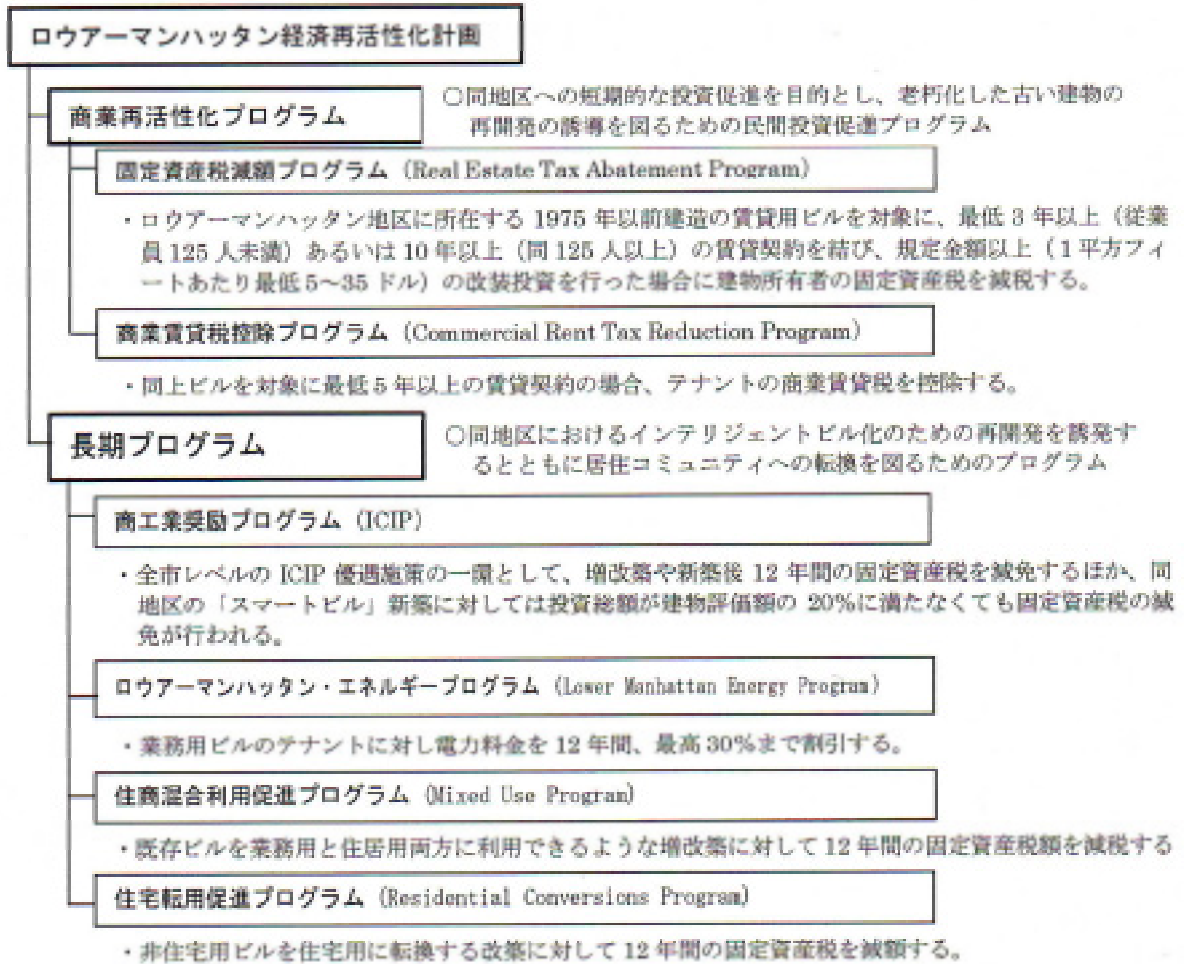 ロウアーマンハッタン経済再活性化計画
商業再活性化プログラム
○同地区への短期的な投資促進を目的とし、老朽化した古い建物の
再開発の誘導を図るための民間投資促進プログラム
固定資産税減額プログラム（Real Estate Tax Abatement Program）
・ロウアーマンハッタン地区に所在する 1975 年以前建造の賃貸用ビルを対象に、最低 3 年以上（従業
員 125 人未満）あるいは 10 年以上（同 125 人以上）の賃貸契約を結び、規定金額以上（1 平方フィ
ートあたり最低 5～35 ドル）の改装投資を行った場合に建物所有者の固定資産税を減税する。
商業賃貸税控除プログラム（Commercial Rent Tax Reduction Program）
・同上ビルを対象に最低 5 年以上の賃貸契約の場合、テナントの商業賃貸税を控除する。
長期プログラム
○同地区におけるインテリジェントビル化のための再開発を誘発す
るとともに居住コミュニティへの転換を図るためのプログラム
商工業奨励プログラム（ICIP）
・全市レベルの ICIP 優遇施策の一環として、増改築や新築後 12 年間の固定資産税を減免するほか、同
地区の「スマートビル」新築に対しては投資総額が建物評価額の 20%に満たなくても固定資産税の減
免が行われる。
ロウアーマンハッタン・エネルギープログラム（Lower Manhattan Energy Program）
・業務用ビルのテナントに対し電力料金を 12 年間、最高 30%まで割引する。
住商混合利用促進プログラム（Mixed Use Program）
・既存ビルを業務用と住居用両方に利用できるような増改築に対して 12 年間の固定資産税額を減税する
住宅転用促進プログラム（Residential Conversions Program）
・非住宅用ビルを住宅用に転換する改築に対して 12 年間の固定資産税を減額する。